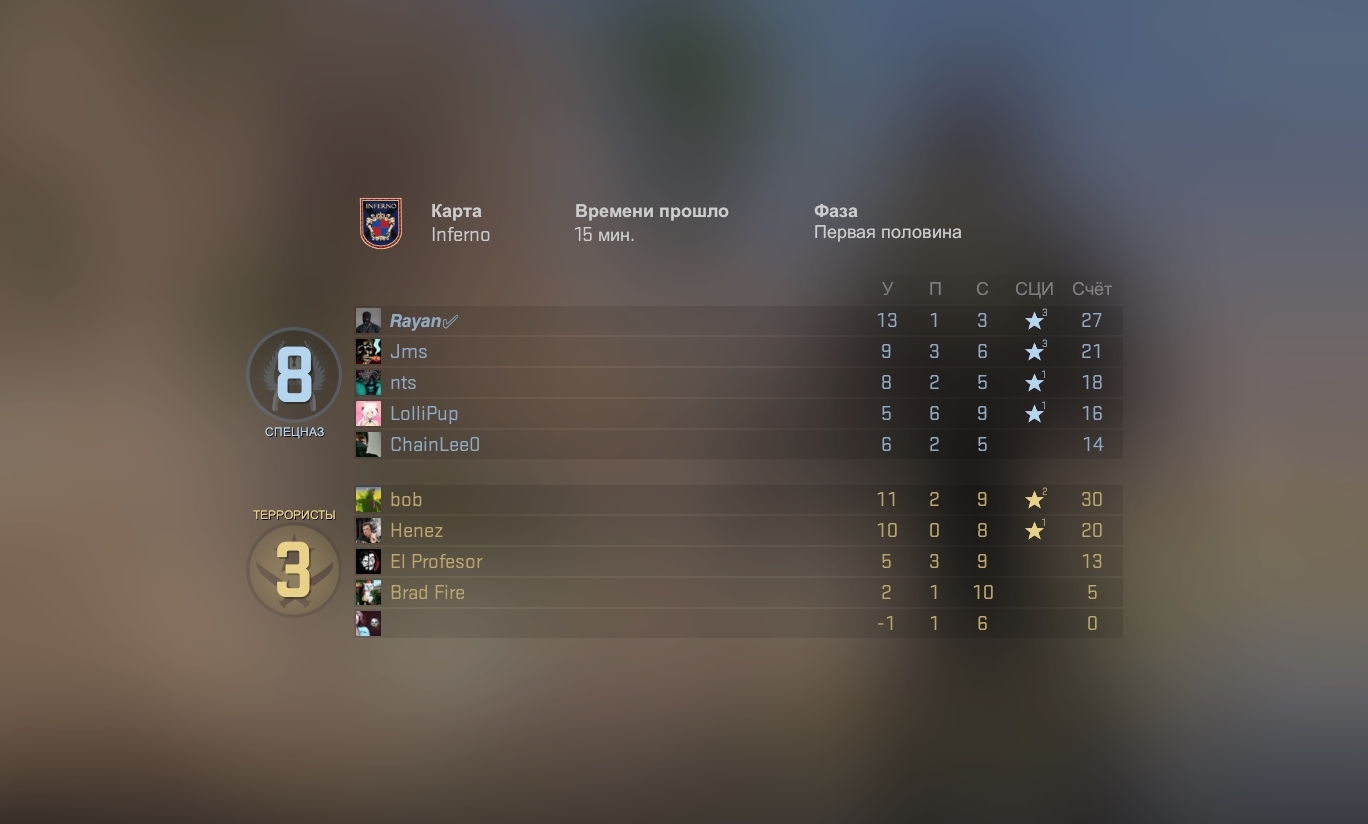 INFERNO
Карта Времени прошло Фаза
Inferno 15 мин. Первая половина
У П С СЦИ Счёт
Rayan✅ 13 1 3 ★3 27
Jms 9 3 6 ★3 21
nts 8 2 5 ★1 18
LolliPup 5 6 9 ★1 16
ChainLee0 6 2 5 14
8
СПЕЦНАЗ
ТЕРРОРИСТЫ
3
bob 11 2 9 ★2 30
Henez 10 0 8 ★1 20
El Profesor 5 3 9 13
Brad Fire 2 1 10 5
-1 1 6 0